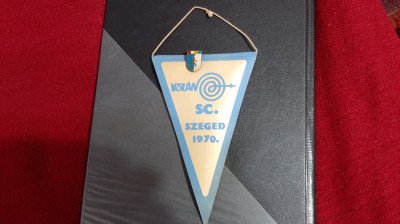 VOLÁN
SC.
SZEGED
1970.